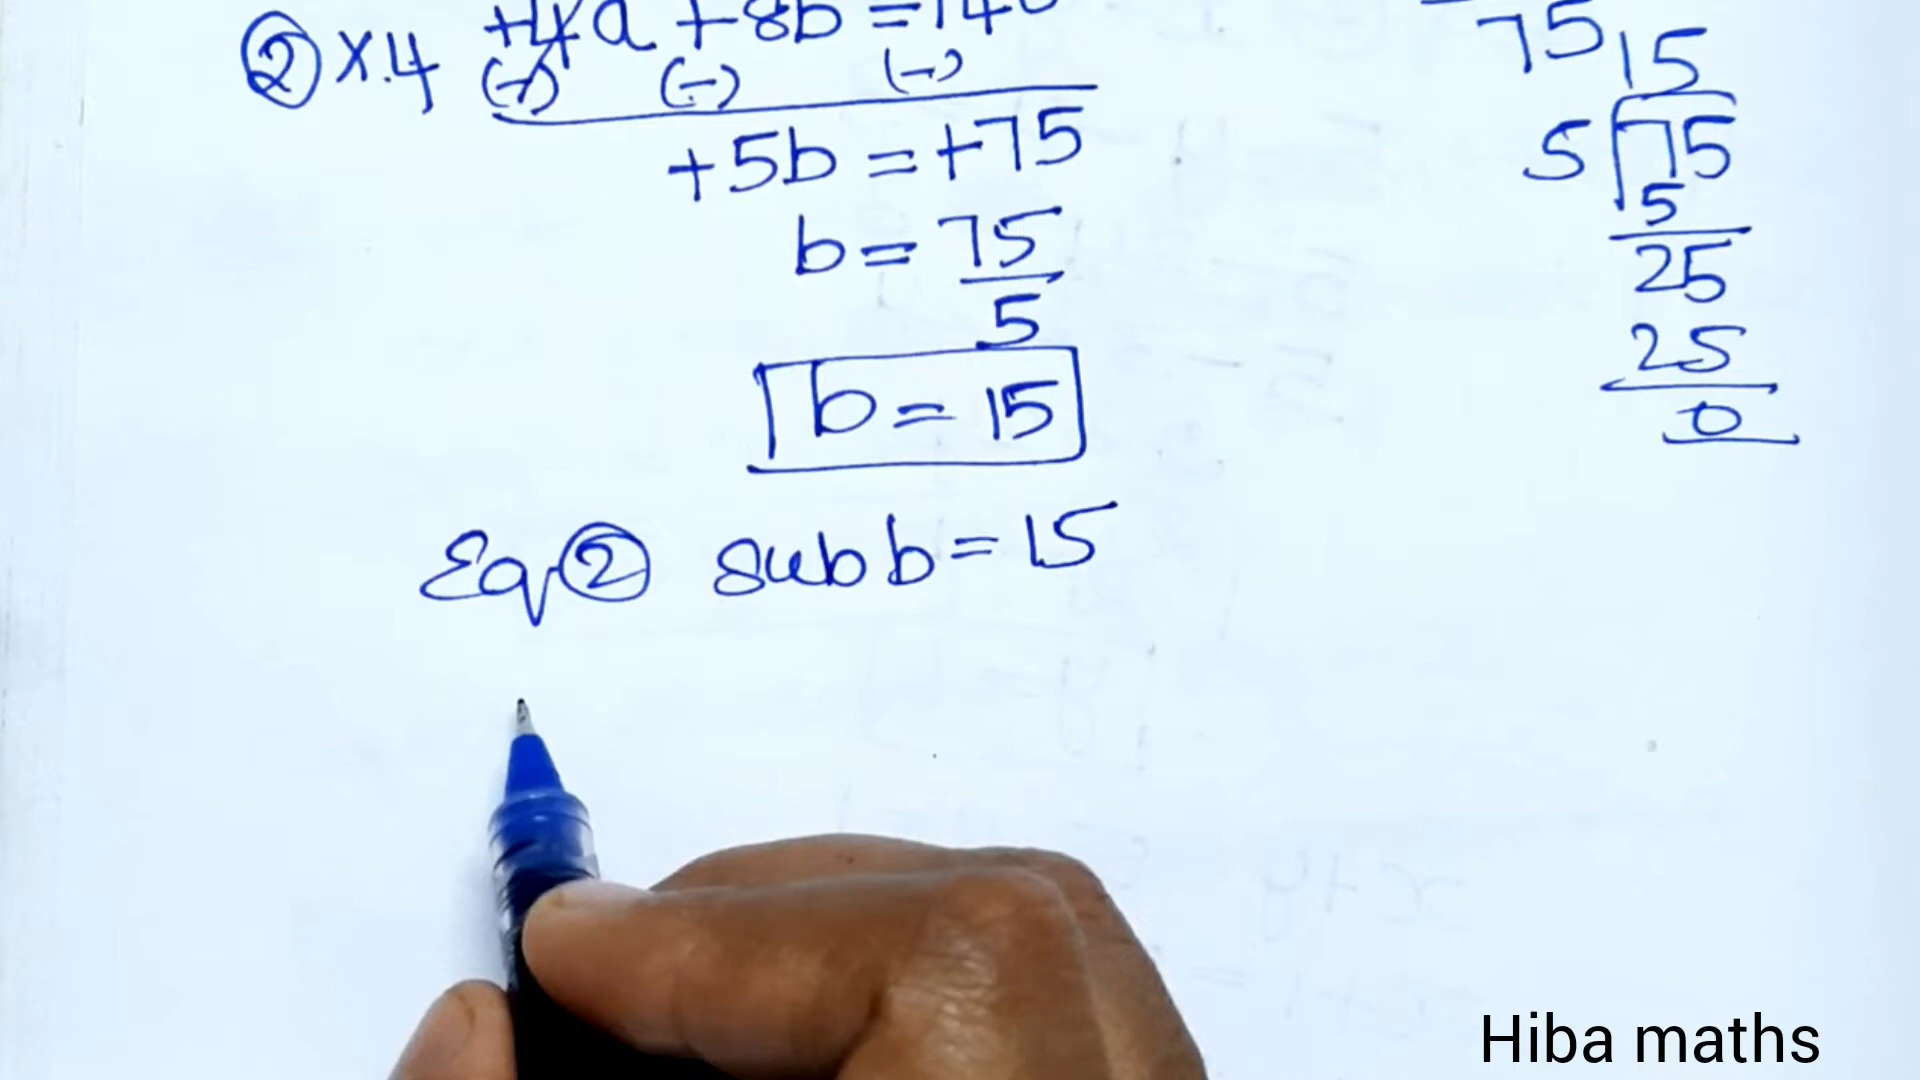 ② × 4 +4a + 8b = 140
(-) (-) (-)
+5b = +75
b = 75
5
b = 15
Eq ② sub b = 15
75
15
5 75
5
25
25
0
Hiba maths